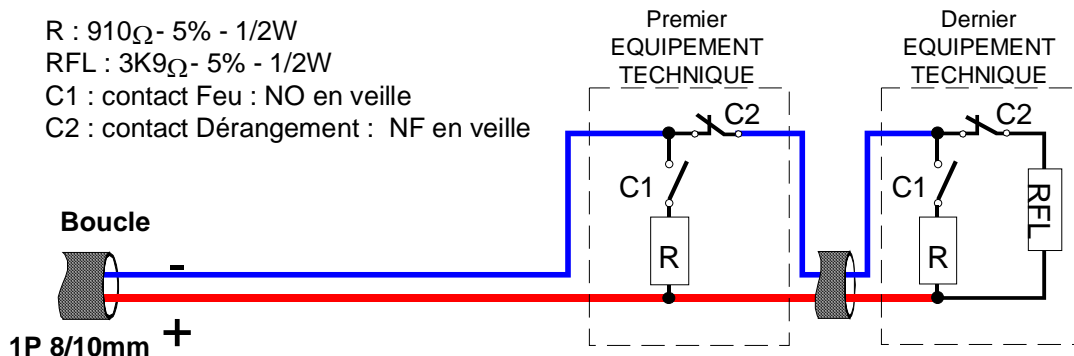 R : 910Ω- 5% - 1/2W
RFL : 3K9Ω- 5% - 1/2W
C1 : contact Feu : NO en veille
C2 : contact Dérangement : NF en veille
Premier
EQUIPEMENT
TECHNIQUE
Dernier
EQUIPEMENT
TECHNIQUE
C2
C1
R
C2
C1
R
RFL
Boucle
-
+
1P 8/10mm